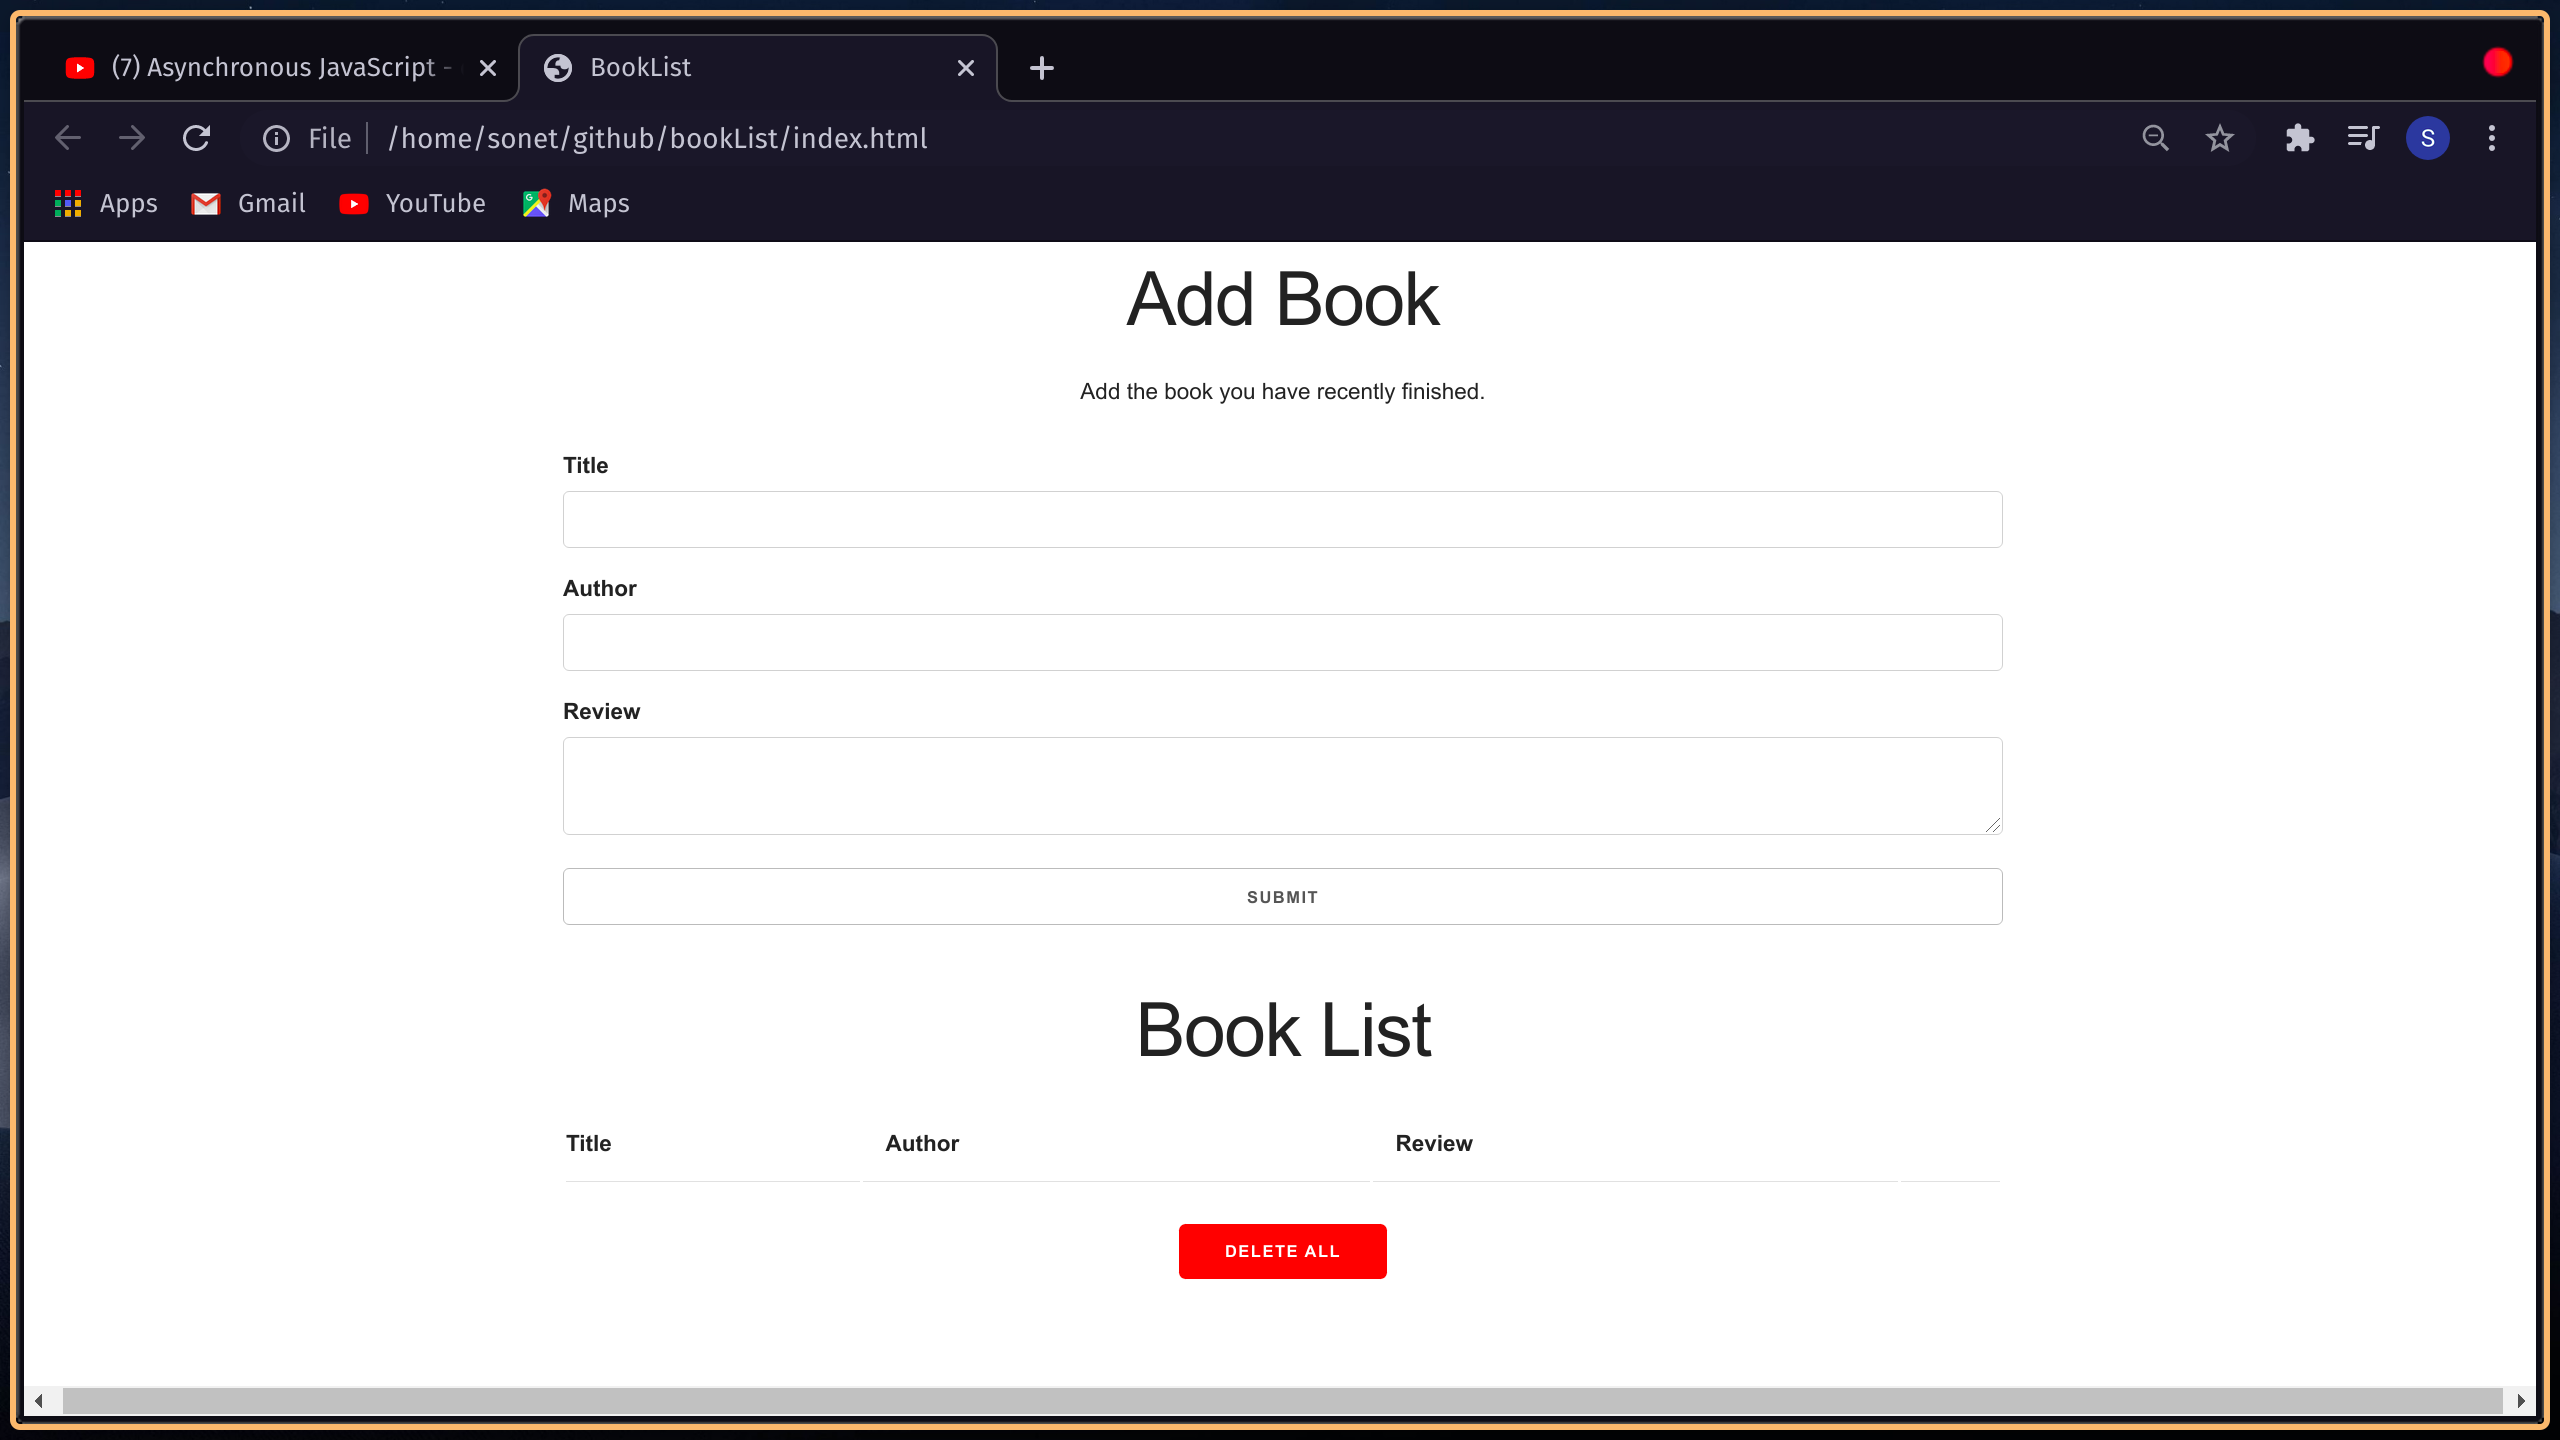 (7) Asynchronous JavaScript -
BookList
File /home/sonet/github/bookList/index.html
S
Apps Gmail YouTube Maps
Add Book
Add the book you have recently finished.
Title
Author
Review
SUBMIT
Book List
Title Author Review
DELETE ALL